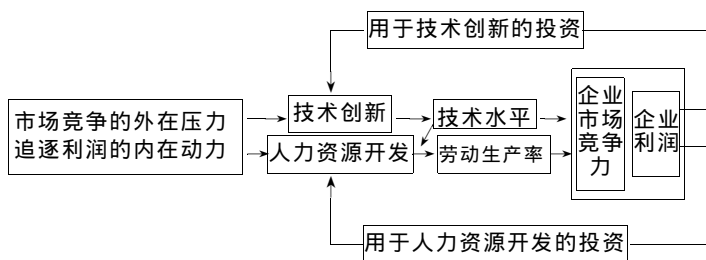 用于技术创新的投资
市场竞争的外在压力
追逐利润的内在动力
技术创新
人力资源开发
技术水平
劳动生产率
企业
市场
竞争
力
企业
利润
用于人力资源开发的投资